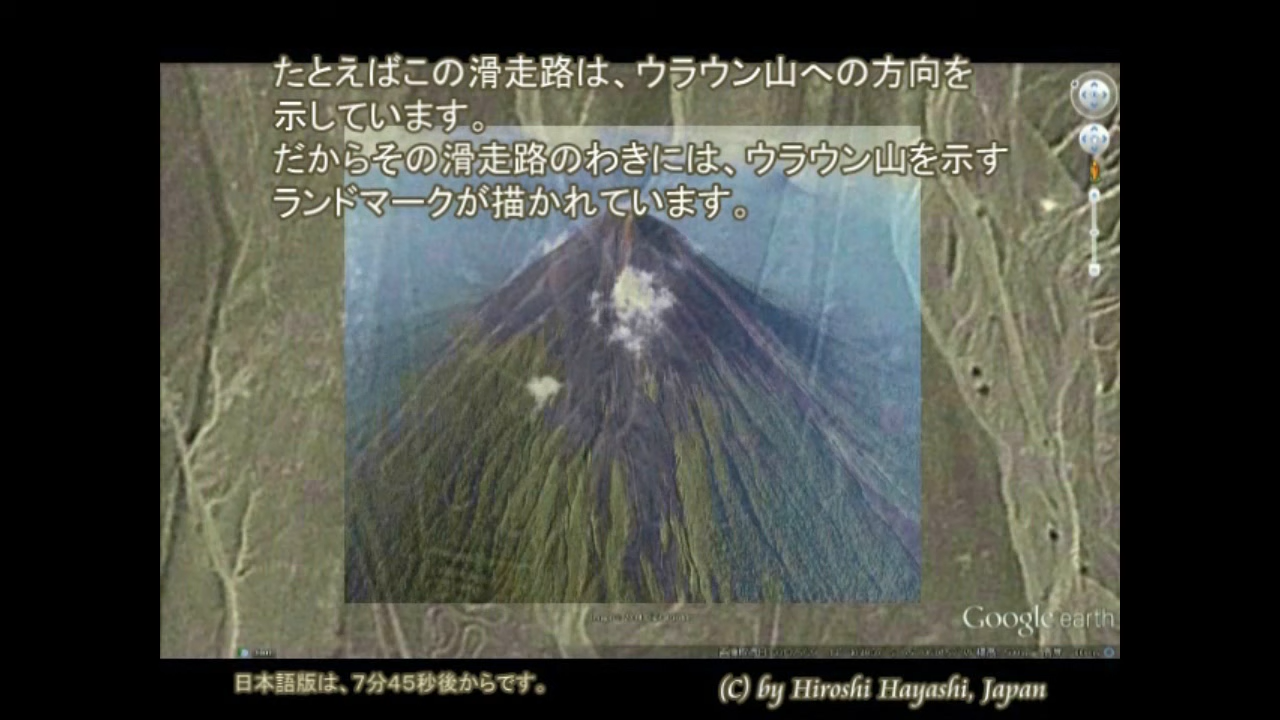 たとえばこの滑走路は、ウラウン山への方向を
示しています。
だからその滑走路のわきには、ウラウン山を示す
ランドマークが描かれています。
Google earth
日本語版は、7分45秒後からです。
(C) by Hiroshi Hayashi, Japan